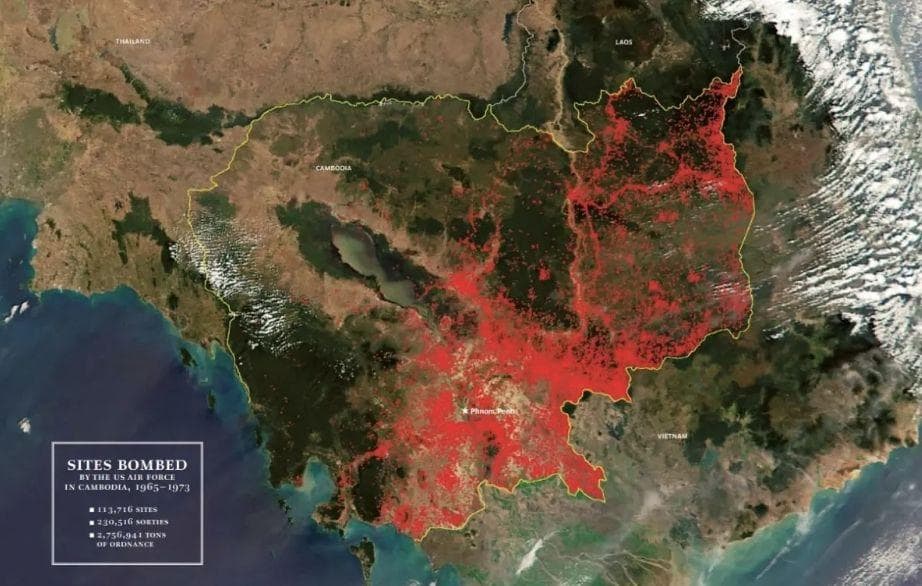 THAILAND
LAOS
CAMBODIA
Phnom Penh
VIETNAM
SITES BOMBED
BY THE US AIR FORCE
IN CAMBODIA, 1965–1973
■ 113,716 SITES
■ 230,516 SORTIES
■ 2,756,941 TONS
OF ORDNANCE